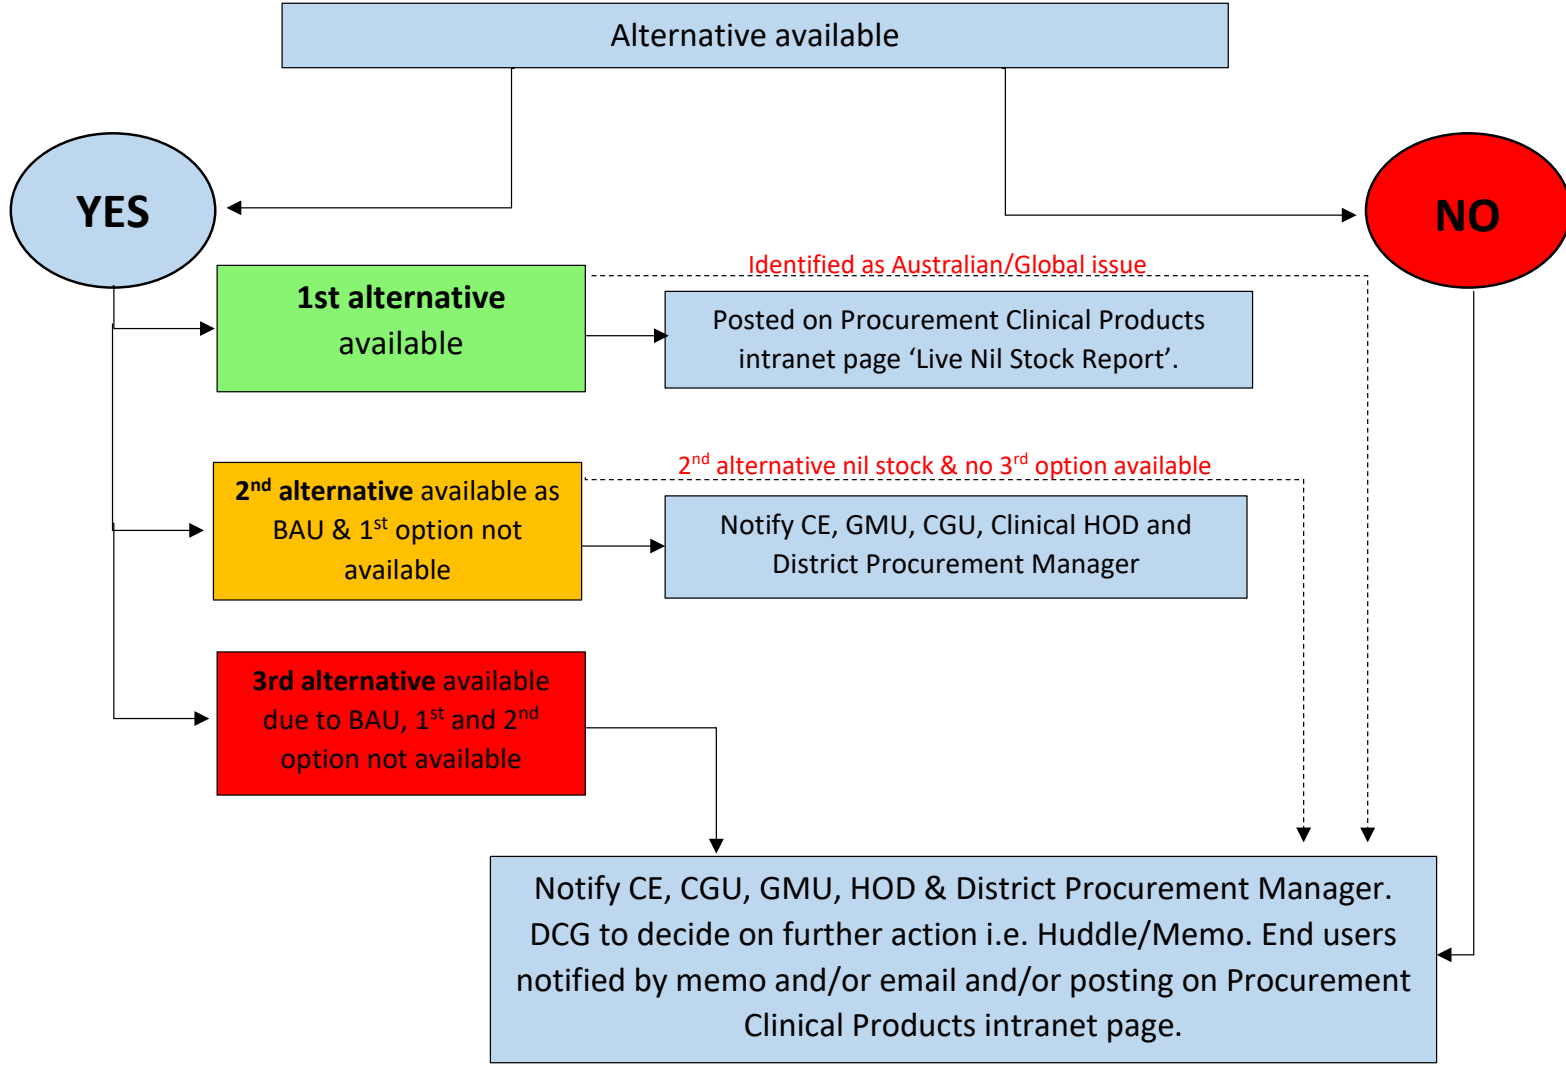 Alternative available
YES
NO
Identified as Australian/Global issue
1st alternative
available
Posted on Procurement Clinical Products
intranet page ‘Live Nil Stock Report’.
2nd alternative nil stock & no 3rd option available
2nd alternative available as
BAU & 1st option not
available
Notify CE, GMU, CGU, Clinical HOD and
District Procurement Manager
3rd alternative available
due to BAU, 1st and 2nd
option not available
Notify CE, CGU, GMU, HOD & District Procurement Manager.
DCG to decide on further action i.e. Huddle/Memo. End users
notified by memo and/or email and/or posting on Procurement
Clinical Products intranet page.